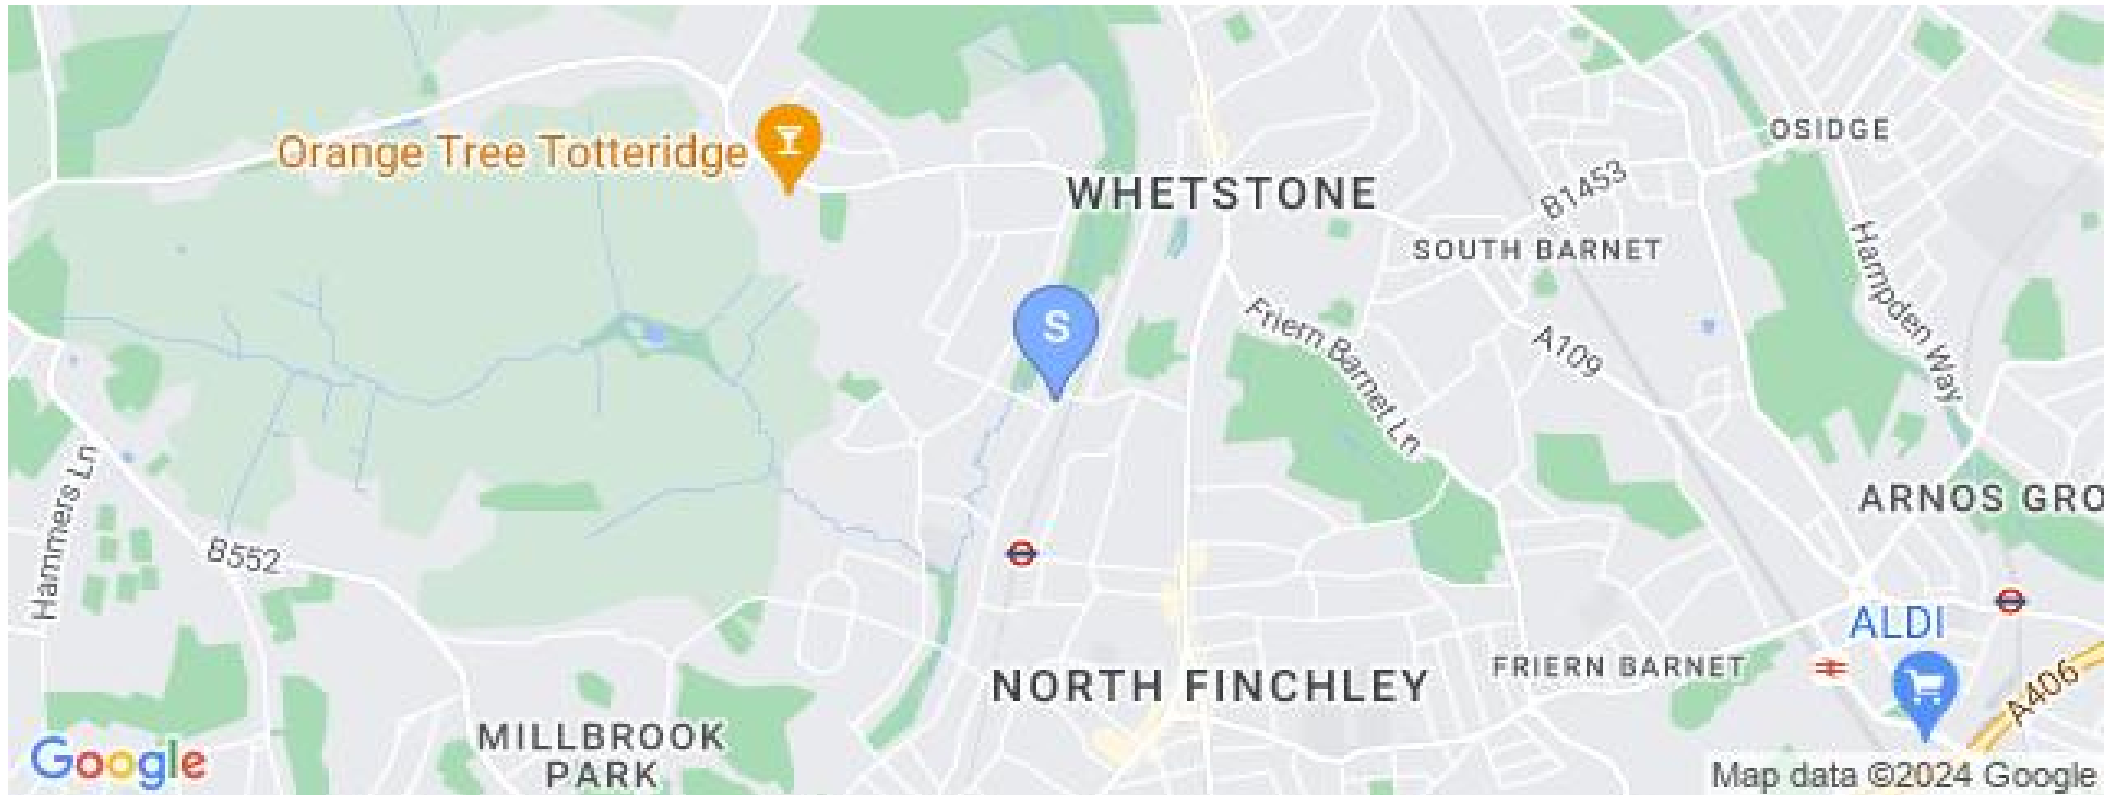 OSIDGE
Orange Tree Totteridge
WHETSTONE
B1453
SOUTH BARNET
Hampden Way
S
Friern Barnet Ln
A109
Hammers Ln
ARNOS GRO
B552
ALDI
FRIERN BARNET
NORTH FINCHLEY
A406
MILLBROOK
PARK
Google
Map data ©2024 Google